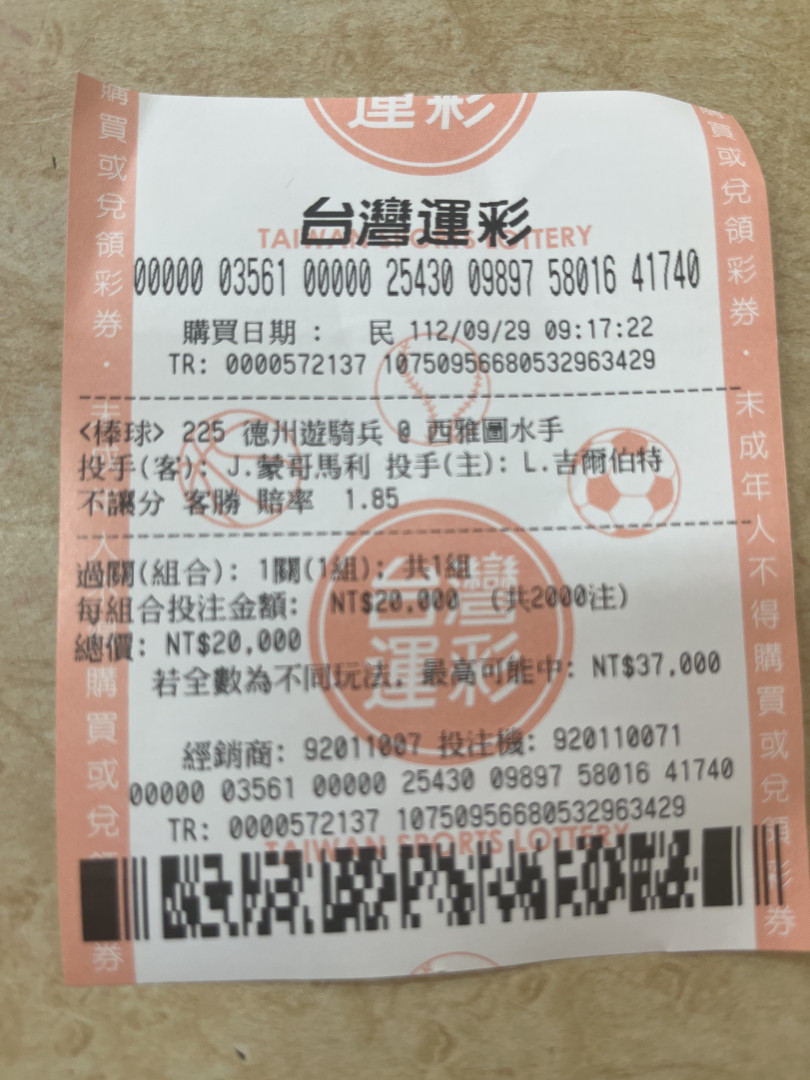 運彩
台灣運彩
TAIWAN SPORTS LOTTERY
00000 03561 00000 25430 09897 58016 41740
購買日期： 民 112/09/29 09:17:22
TR: 0000572137 10750956680532963429
<棒球> 225 德州遊騎兵 @ 西雅圖水手
投手(客): J.蒙哥馬利 投手(主): L.吉爾伯特
不讓分 客勝 賠率 1.85
過關(組合): 1關(1組); 共1組
每組合投注金額: NT$20,000 (共2000注)
總價: NT$20,000
若全數為不同玩法, 最高可能中: NT$37,000
台灣
運彩
經銷商: 92011007 投注機: 920110071
00000 03561 00000 25430 09897 58016 41740
TR: 0000572137 10750956680532963429
TAIWAN SPORTS LOTTERY
購買或兌領彩券・未 人 購買或兌 券
購買或兌領彩券・未成年人不得購買或兌領彩券